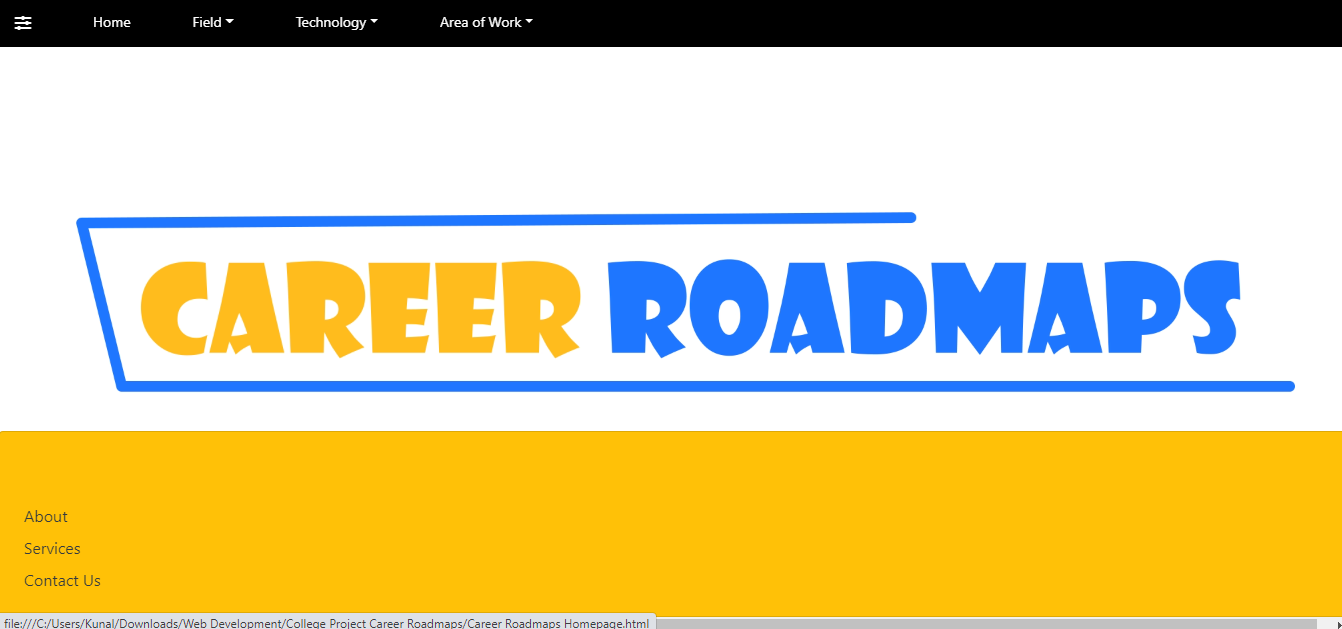 Home Field Technology Area of Work
CAREER ROADMAPS
About
Services
Contact Us
file:///C:/Users/Kunal/Downloads/Web Development/College Project Career Roadmaps/Career Roadmaps Homepage.html